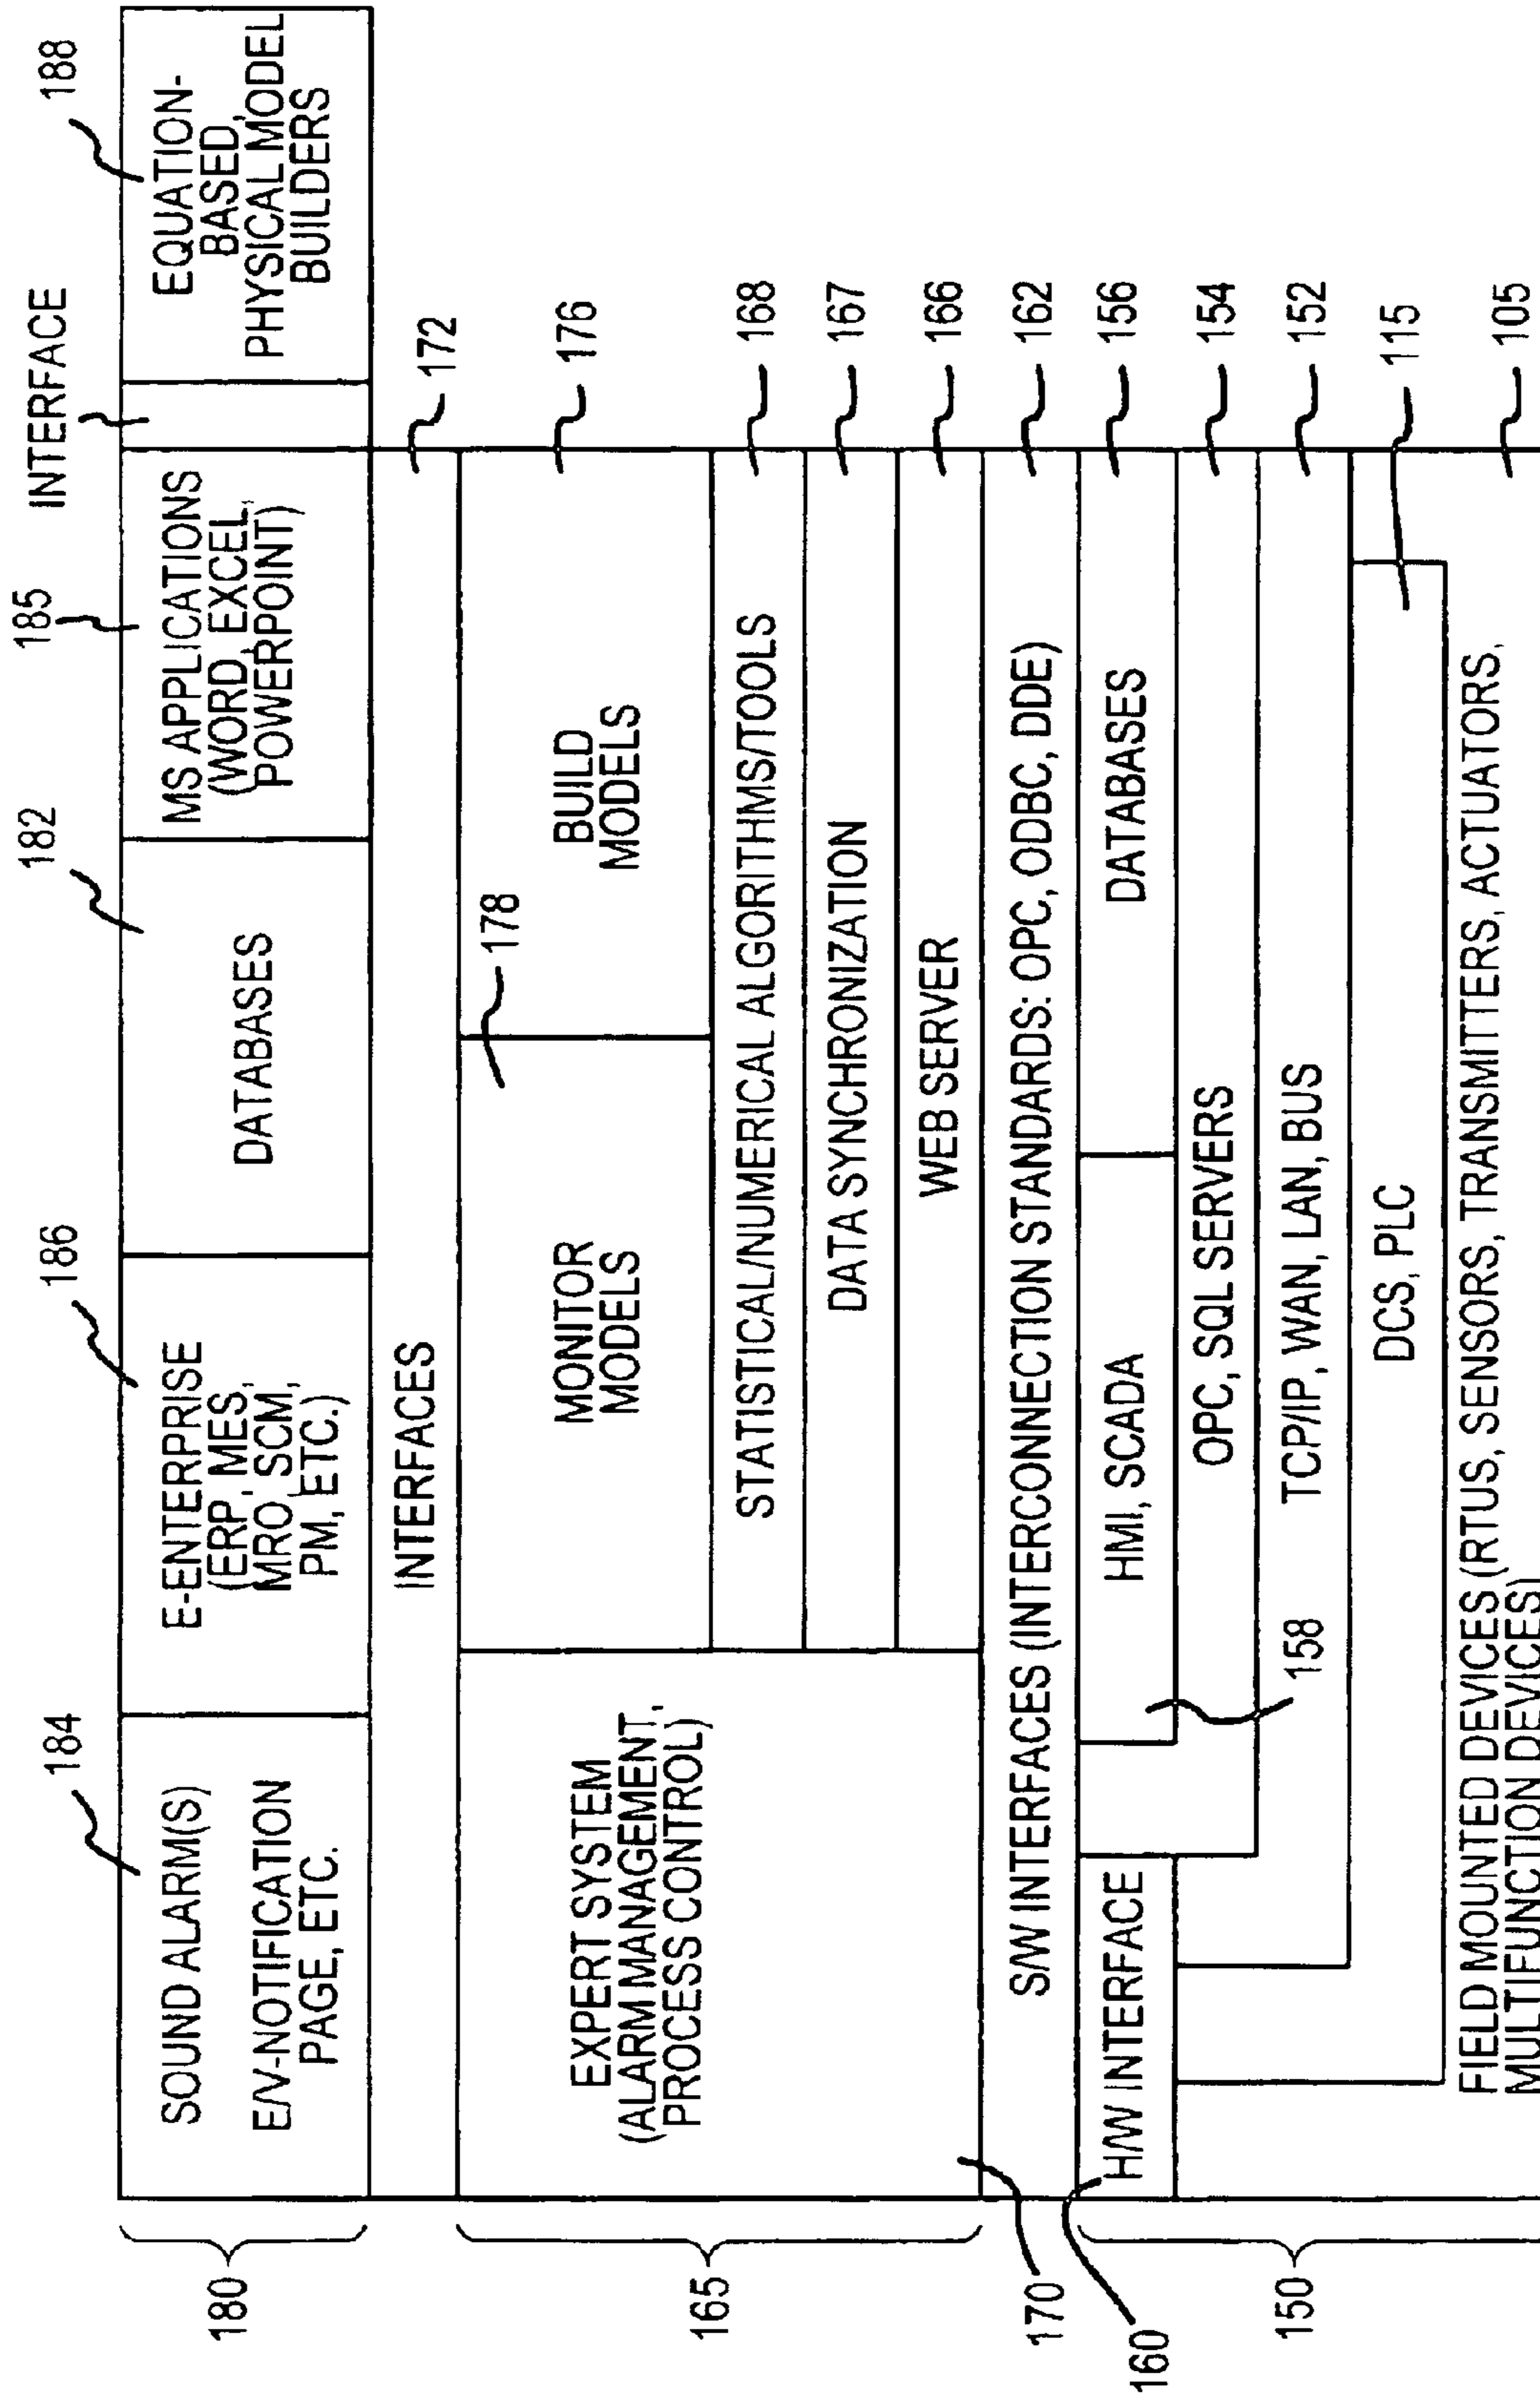 180
184
SOUND ALARM(S)
E/V-NOTIFICATION
PAGE, ETC.
186
E-ENTERPRISE
(ERP, MES,
MRO, SCM,
PM, ETC.)
182
DATABASES
185
MS APPLICATIONS
(WORD, EXCEL,
POWERPOINT)
INTERFACE
188
EQUATION-
BASED,
PHYSICAL MODEL
BUILDERS
INTERFACES
172
165
EXPERT SYSTEM
(ALARM MANAGEMENT,
PROCESS CONTROL)
170
MONITOR
MODELS
178
BUILD
MODELS
176
STATISTICAL/NUMERICAL ALGORITHMS/TOOLS
168
DATA SYNCHRONIZATION
167
WEB SERVER
166
S/W INTERFACES (INTERCONNECTION STANDARDS: OPC, ODBC, DDE)
162
150
160
H/W INTERFACE
HMI, SCADA
158
DATABASES
156
OPC, SQL SERVERS
154
TCP/IP, WAN, LAN, BUS
152
DCS, PLC
115
FIELD MOUNTED DEVICES (RTUS, SENSORS, TRANSMITTERS, ACTUATORS,
MULTIFUNCTION DEVICES)
105